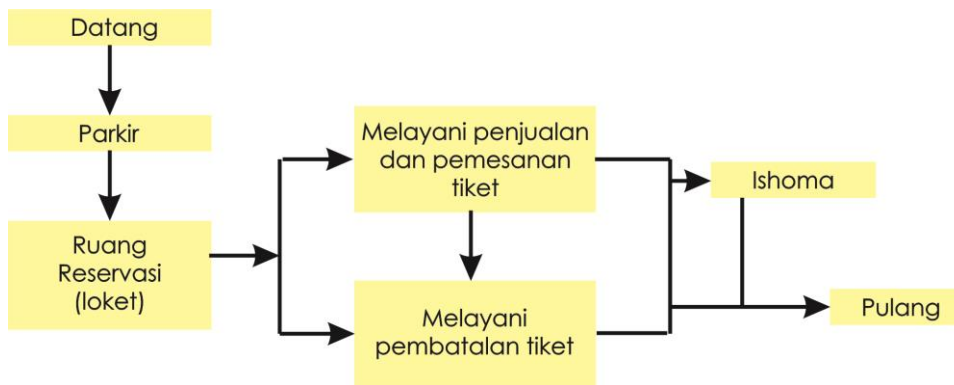 Datang
Parkir
Ruang
Reservasi
(loket)
Melayani penjualan
dan pemesanan
tiket
Melayani
pembatalan tiket
Ishoma
Pulang